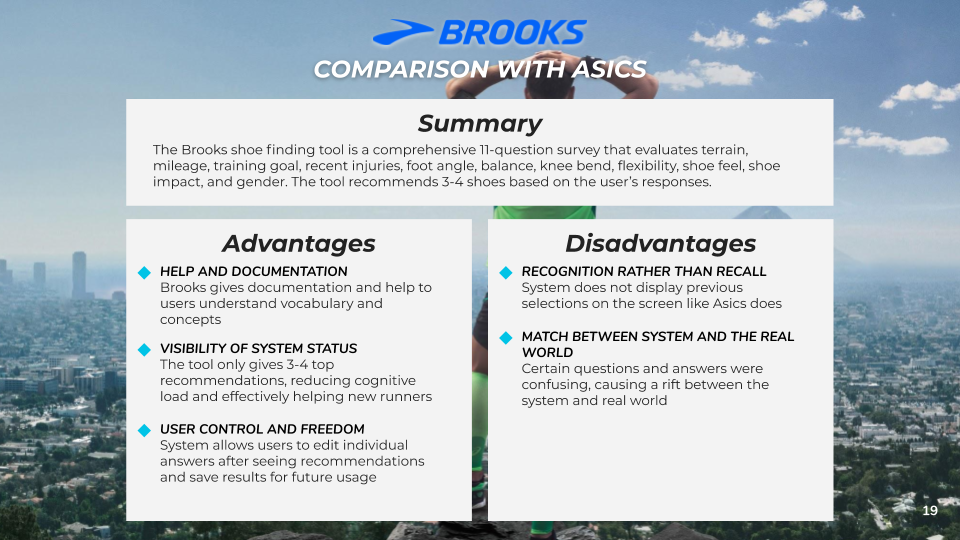 BROOKS
COMPARISON WITH ASICS
Summary
The Brooks shoe finding tool is a comprehensive 11-question survey that evaluates terrain,
mileage, training goal, recent injuries, foot angle, balance, knee bend, flexibility, shoe feel, shoe
impact, and gender. The tool recommends 3-4 shoes based on the user’s responses.
Advantages
HELP AND DOCUMENTATION
Brooks gives documentation and help to
users understand vocabulary and
concepts
VISIBILITY OF SYSTEM STATUS
The tool only gives 3-4 top
recommendations, reducing cognitive
load and effectively helping new runners
USER CONTROL AND FREEDOM
System allows users to edit individual
answers after seeing recommendations
and save results for future usage
Disadvantages
RECOGNITION RATHER THAN RECALL
System does not display previous
selections on the screen like Asics does
MATCH BETWEEN SYSTEM AND THE REAL
WORLD
Certain questions and answers were
confusing, causing a rift between the
system and real world
19